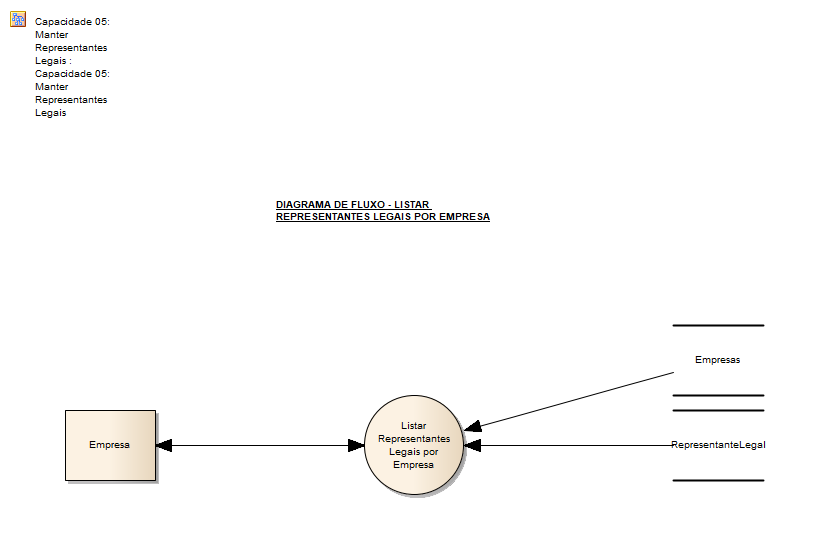 Capacidade 05:
Manter
Representantes
Legais :
Capacidade 05:
Manter
Representantes
Legais
DIAGRAMA DE FLUXO - LISTAR
REPRESENTANTES LEGAIS POR EMPRESA
Empresas
Empresa
Listar
Representantes
Legais por
Empresa
RepresentanteLegal